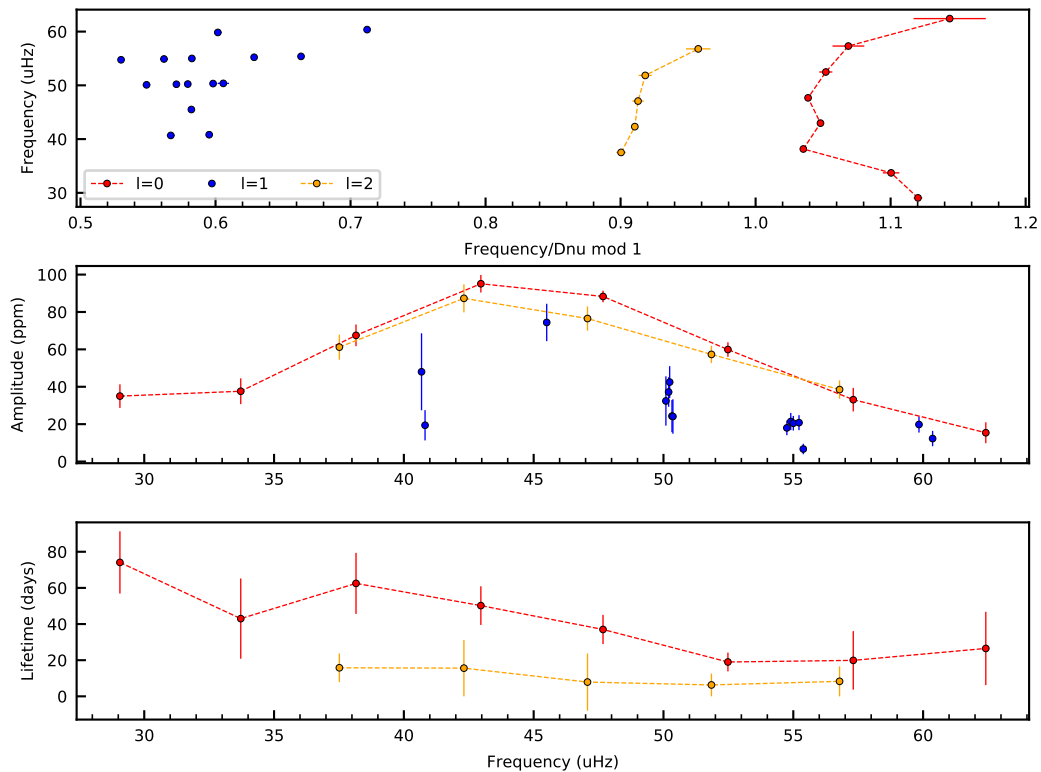 60
50
40
30
Frequency (uHz)
l=0 l=1 l=2
0.5 0.6 0.7 0.8 0.9 1.0 1.1 1.2
Frequency/Dnu mod 1
100
80
60
40
20
0
Amplitude (ppm)
30 35 40 45 50 55 60
80
60
40
20
0
Lifetime (days)
30 35 40 45 50 55 60
Frequency (uHz)